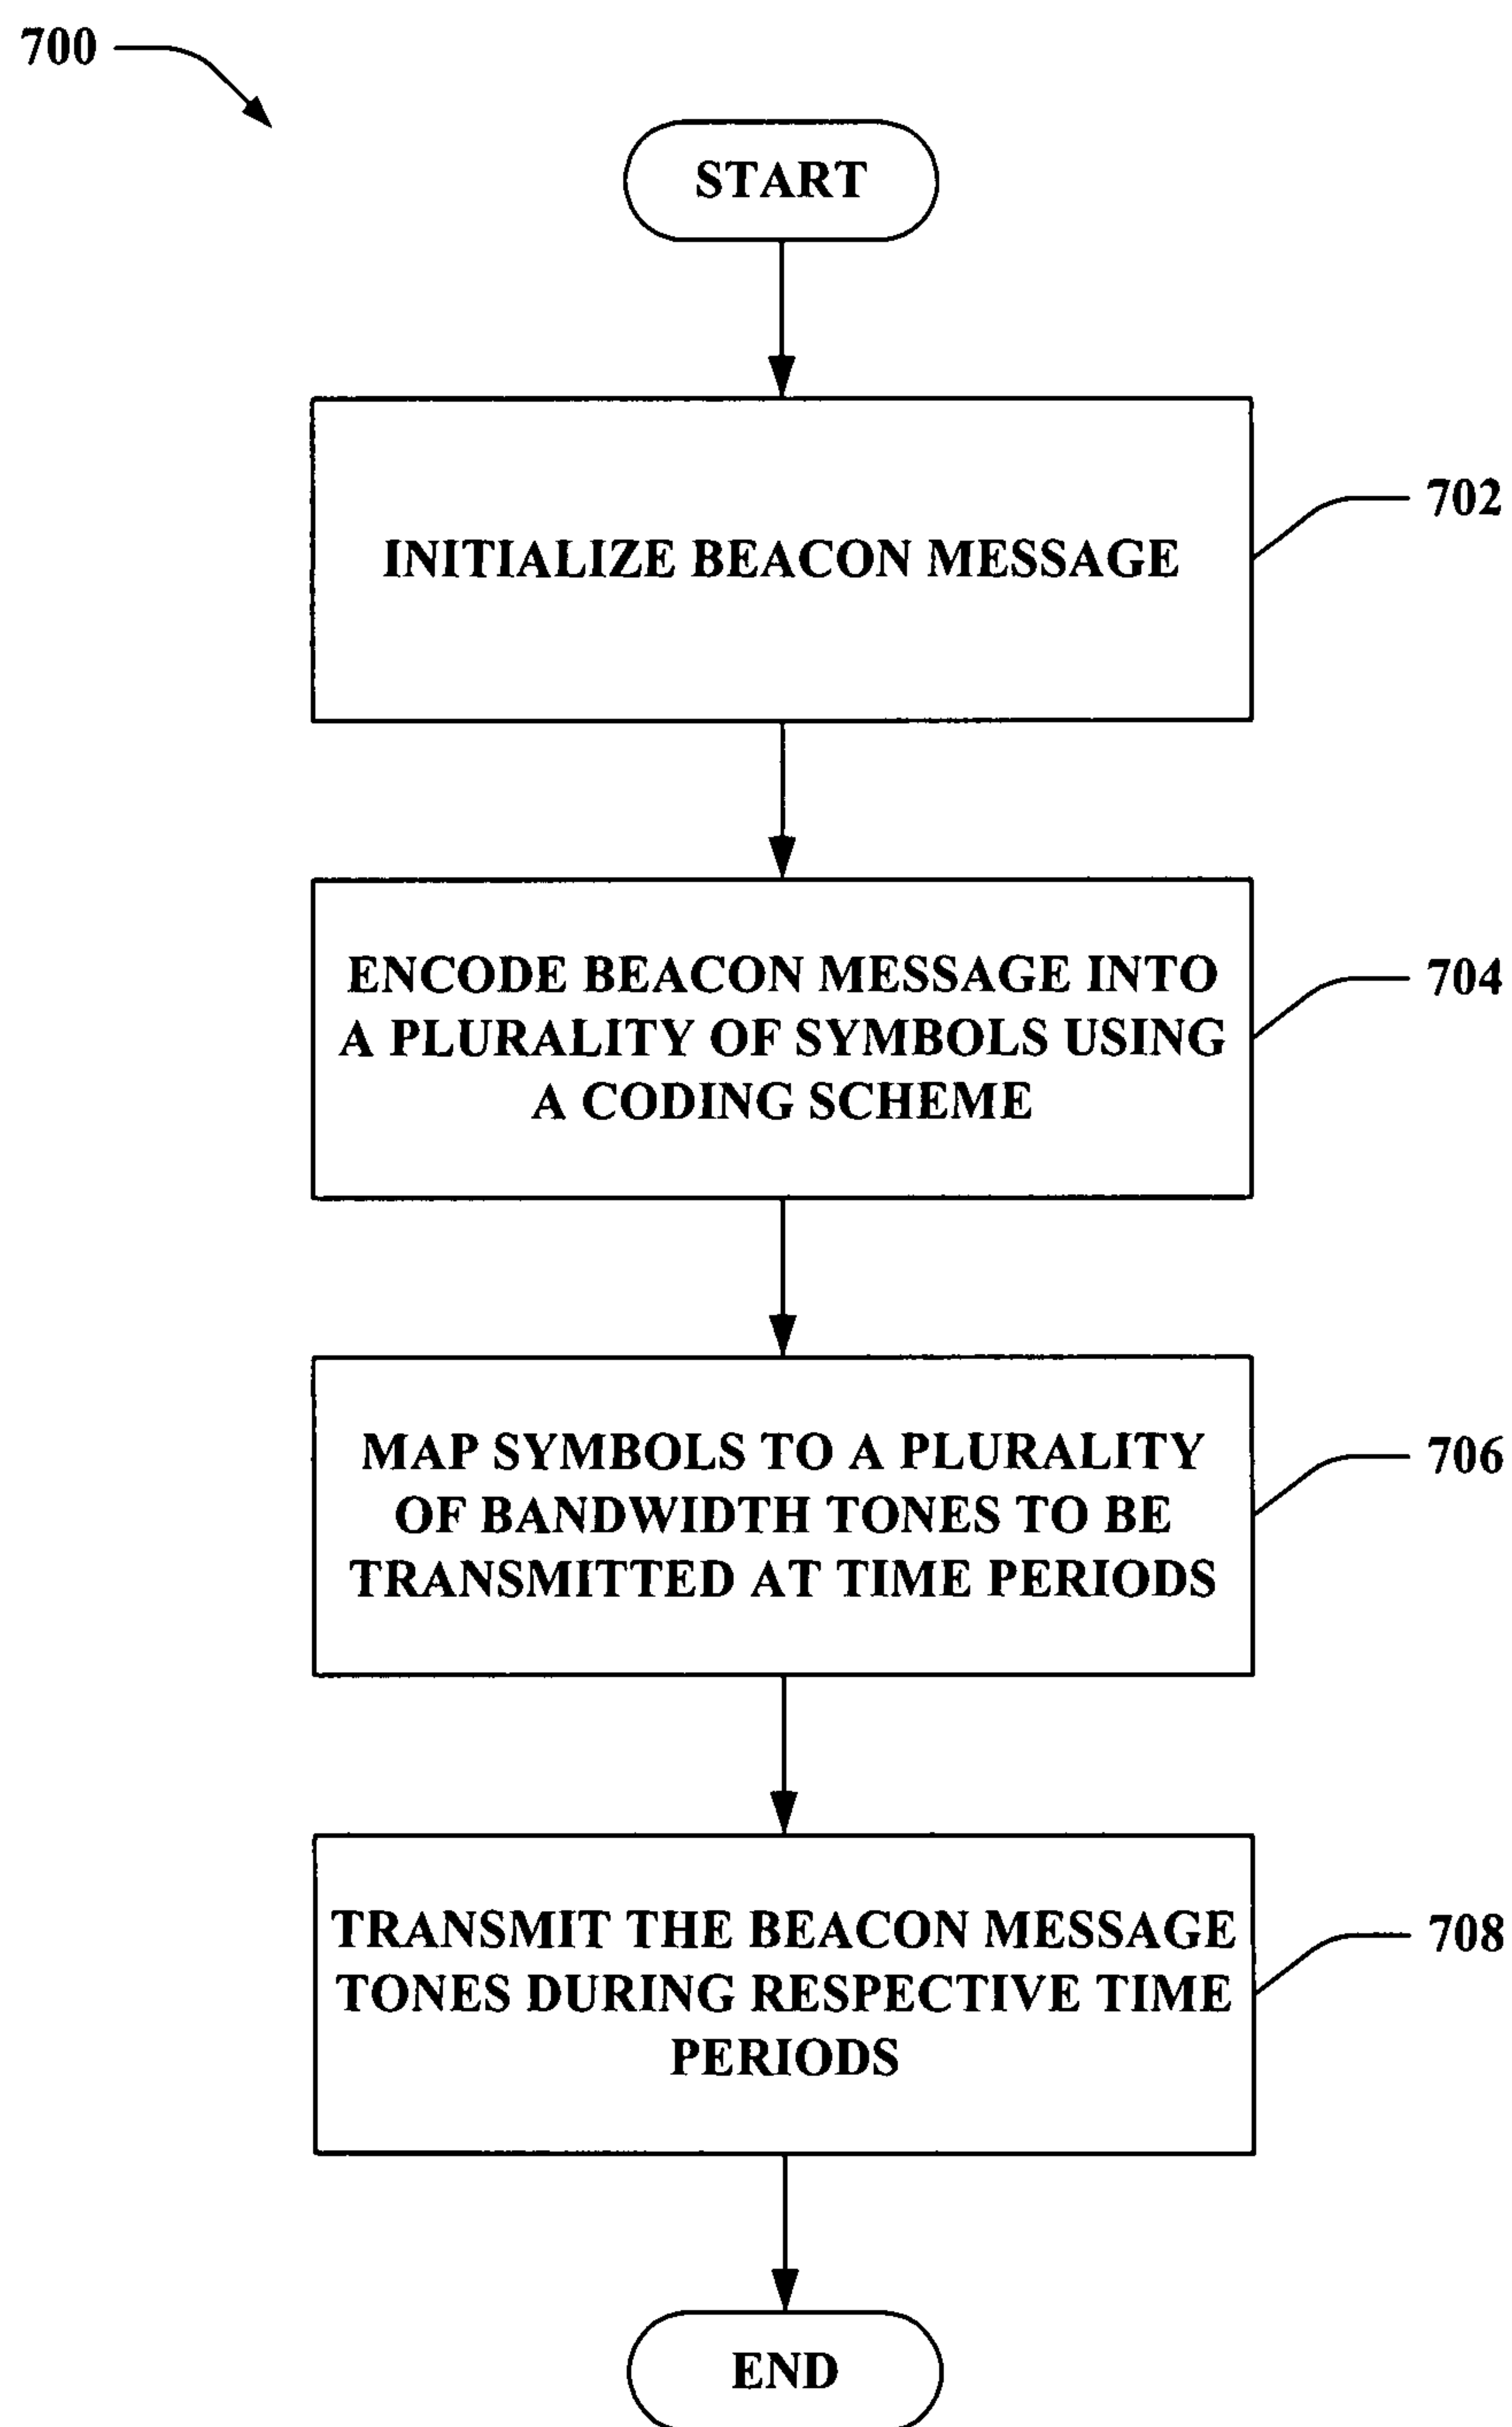 700
START
INITIALIZE BEACON MESSAGE
702
ENCODE BEACON MESSAGE INTO
A PLURALITY OF SYMBOLS USING
A CODING SCHEME
704
MAP SYMBOLS TO A PLURALITY
OF BANDWIDTH TONES TO BE
TRANSMITTED AT TIME PERIODS
706
TRANSMIT THE BEACON MESSAGE
TONES DURING RESPECTIVE TIME
PERIODS
708
END